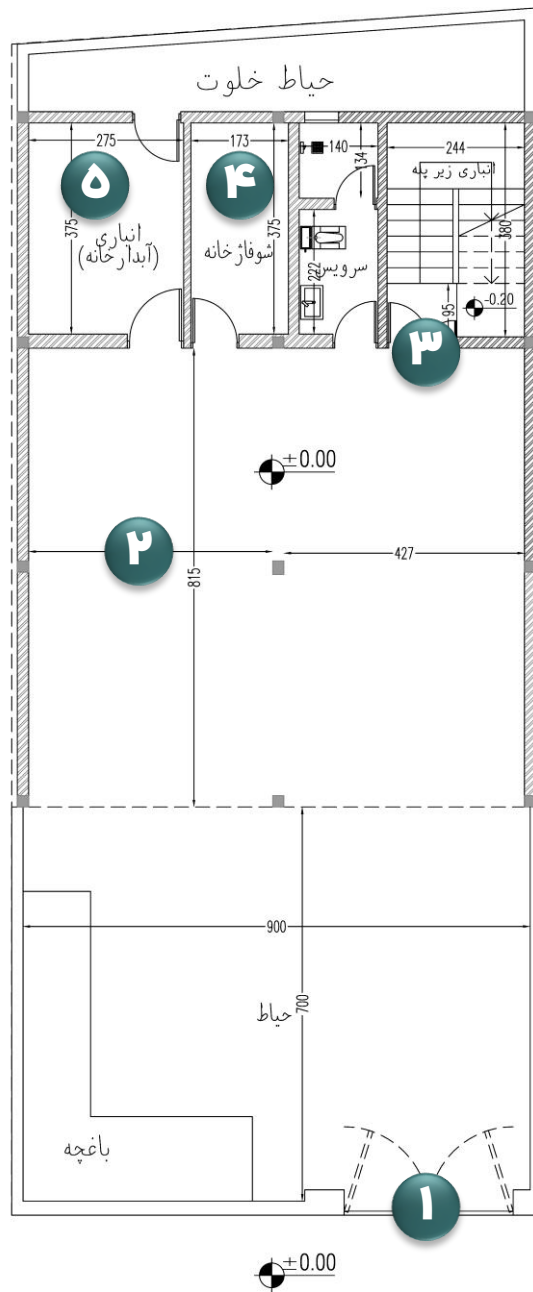 حیاط خلوت
275
173
140
134
244
انباری زیر پله
۵
۴
375
375
380
انباری
(آبدارخانه)
شوفاژخانه
سرویس
222
95
-0.20
۳
±0.00
۲
427
815
900
700
حیاط
باغچه
۱
±0.00